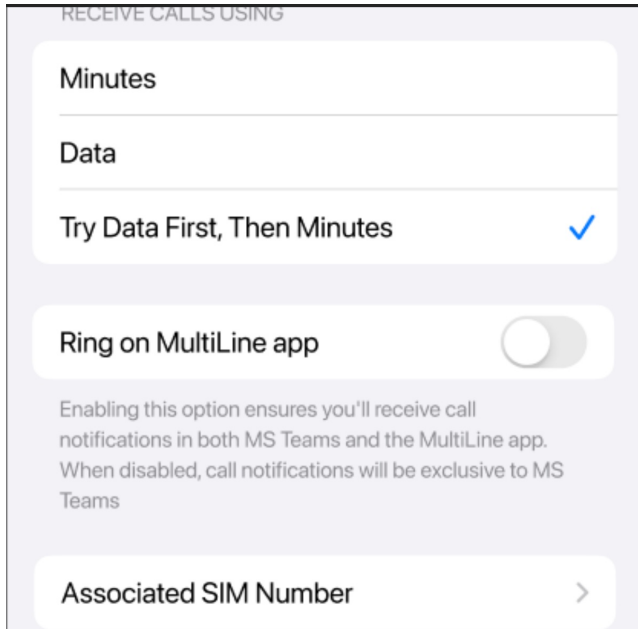 RECEIVE CALLS USING
Minutes
Data
Try Data First, Then Minutes
Ring on MultiLine app
Enabling this option ensures you'll receive call
notifications in both MS Teams and the MultiLine app.
When disabled, call notifications will be exclusive to MS
Teams
Associated SIM Number